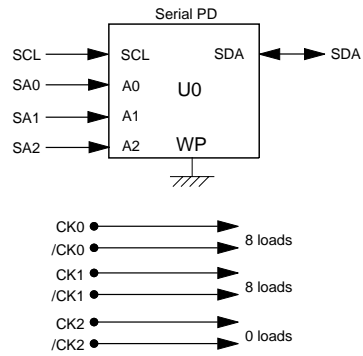 Serial PD
SCL SCL SDA SDA
SA0 A0 U0
SA1 A1
SA2 A2 WP
CK0
/CK0 8 loads
CK1
/CK1 8 loads
CK2
/CK2 0 loads